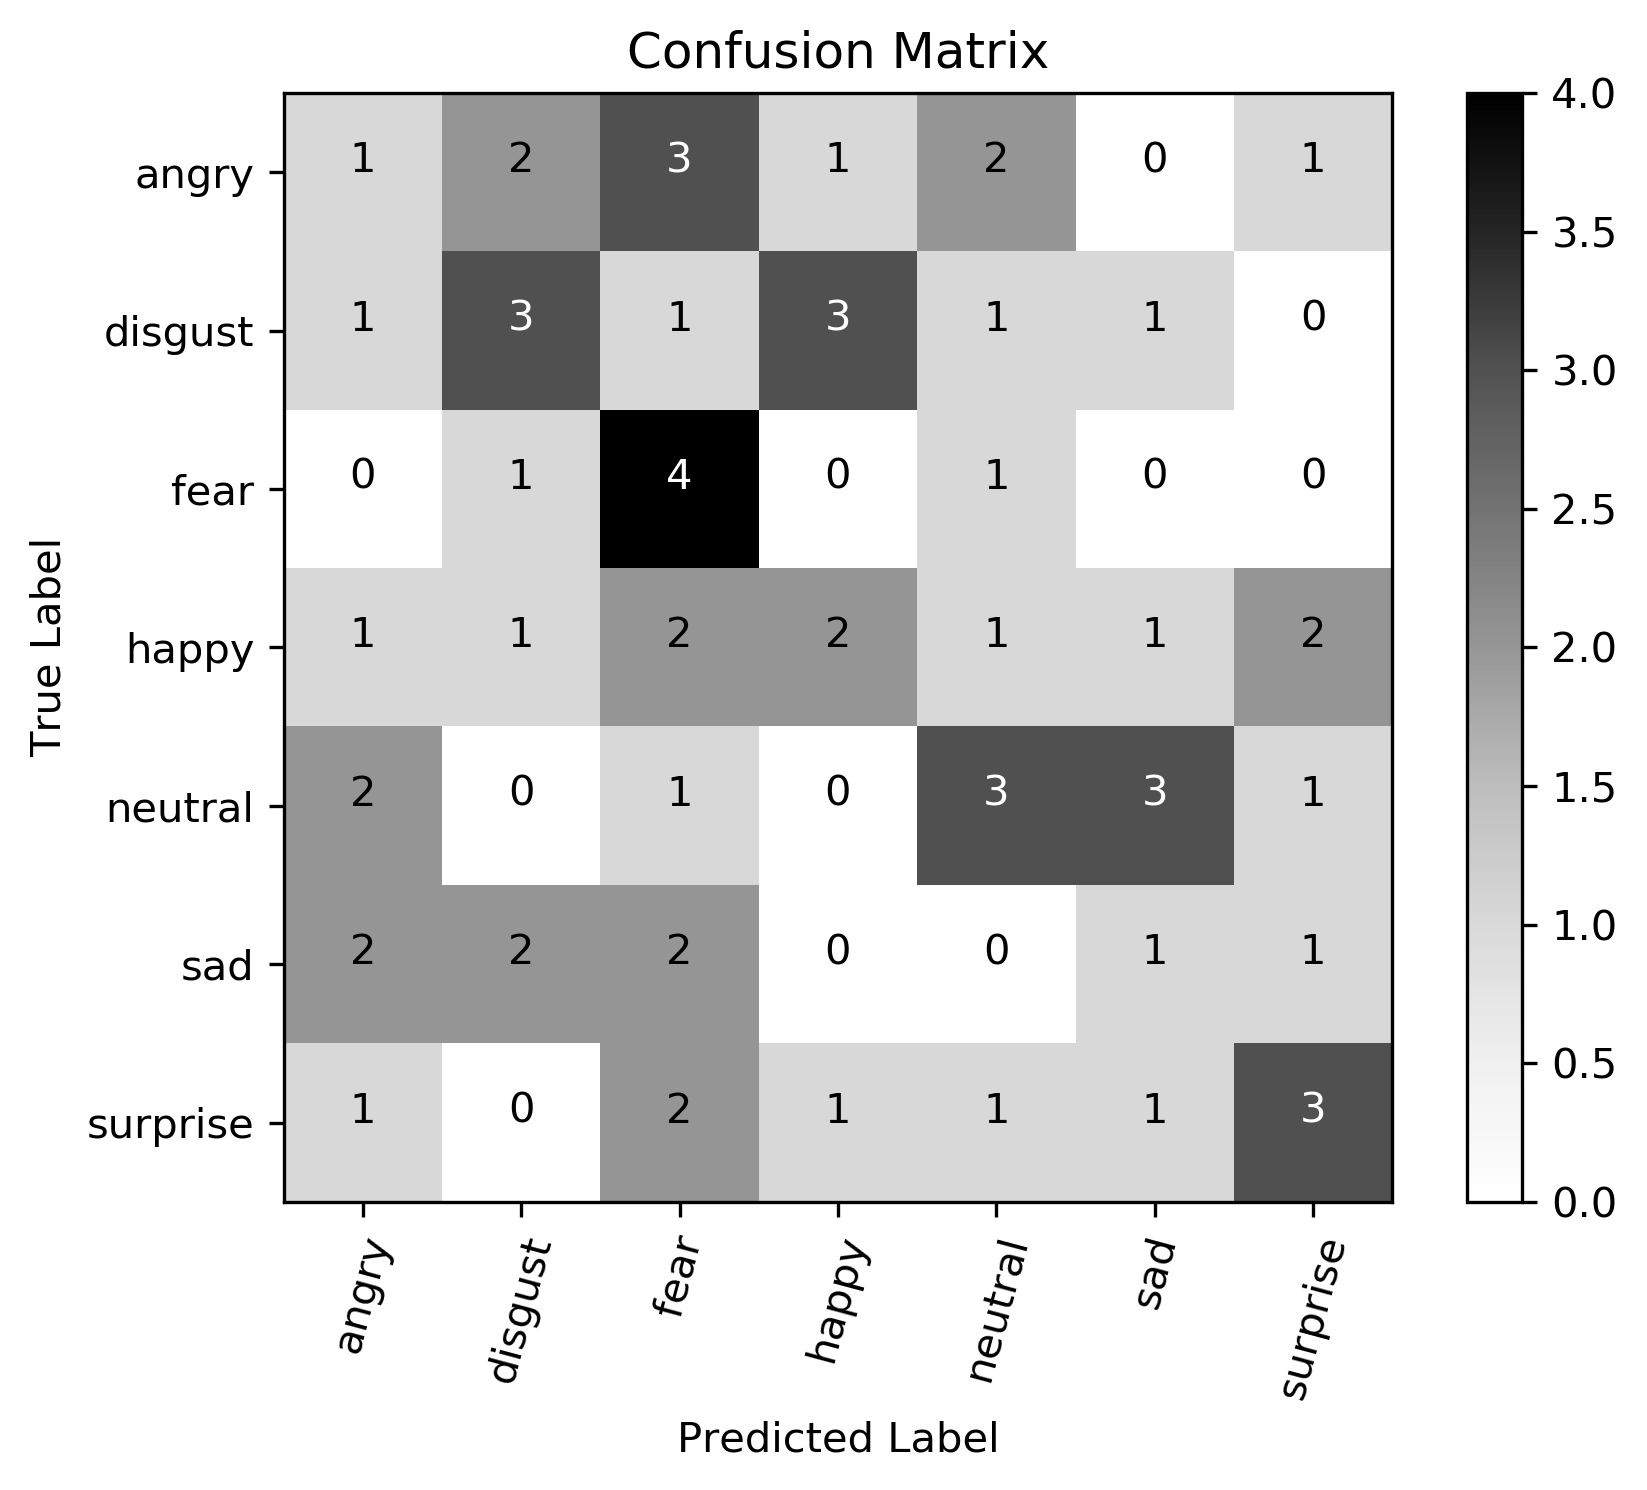 Confusion Matrix
angry 1 2 3 1 2 0 1
disgust 1 3 1 3 1 1 0
fear 0 1 4 0 1 0 0
happy 1 1 2 2 1 1 2
neutral 2 0 1 0 3 3 1
sad 2 2 2 0 0 1 1
surprise 1 0 2 1 1 1 3
True Label
angry disgust fear happy neutral sad surprise
Predicted Label
4.0
3.5
3.0
2.5
2.0
1.5
1.0
0.5
0.0